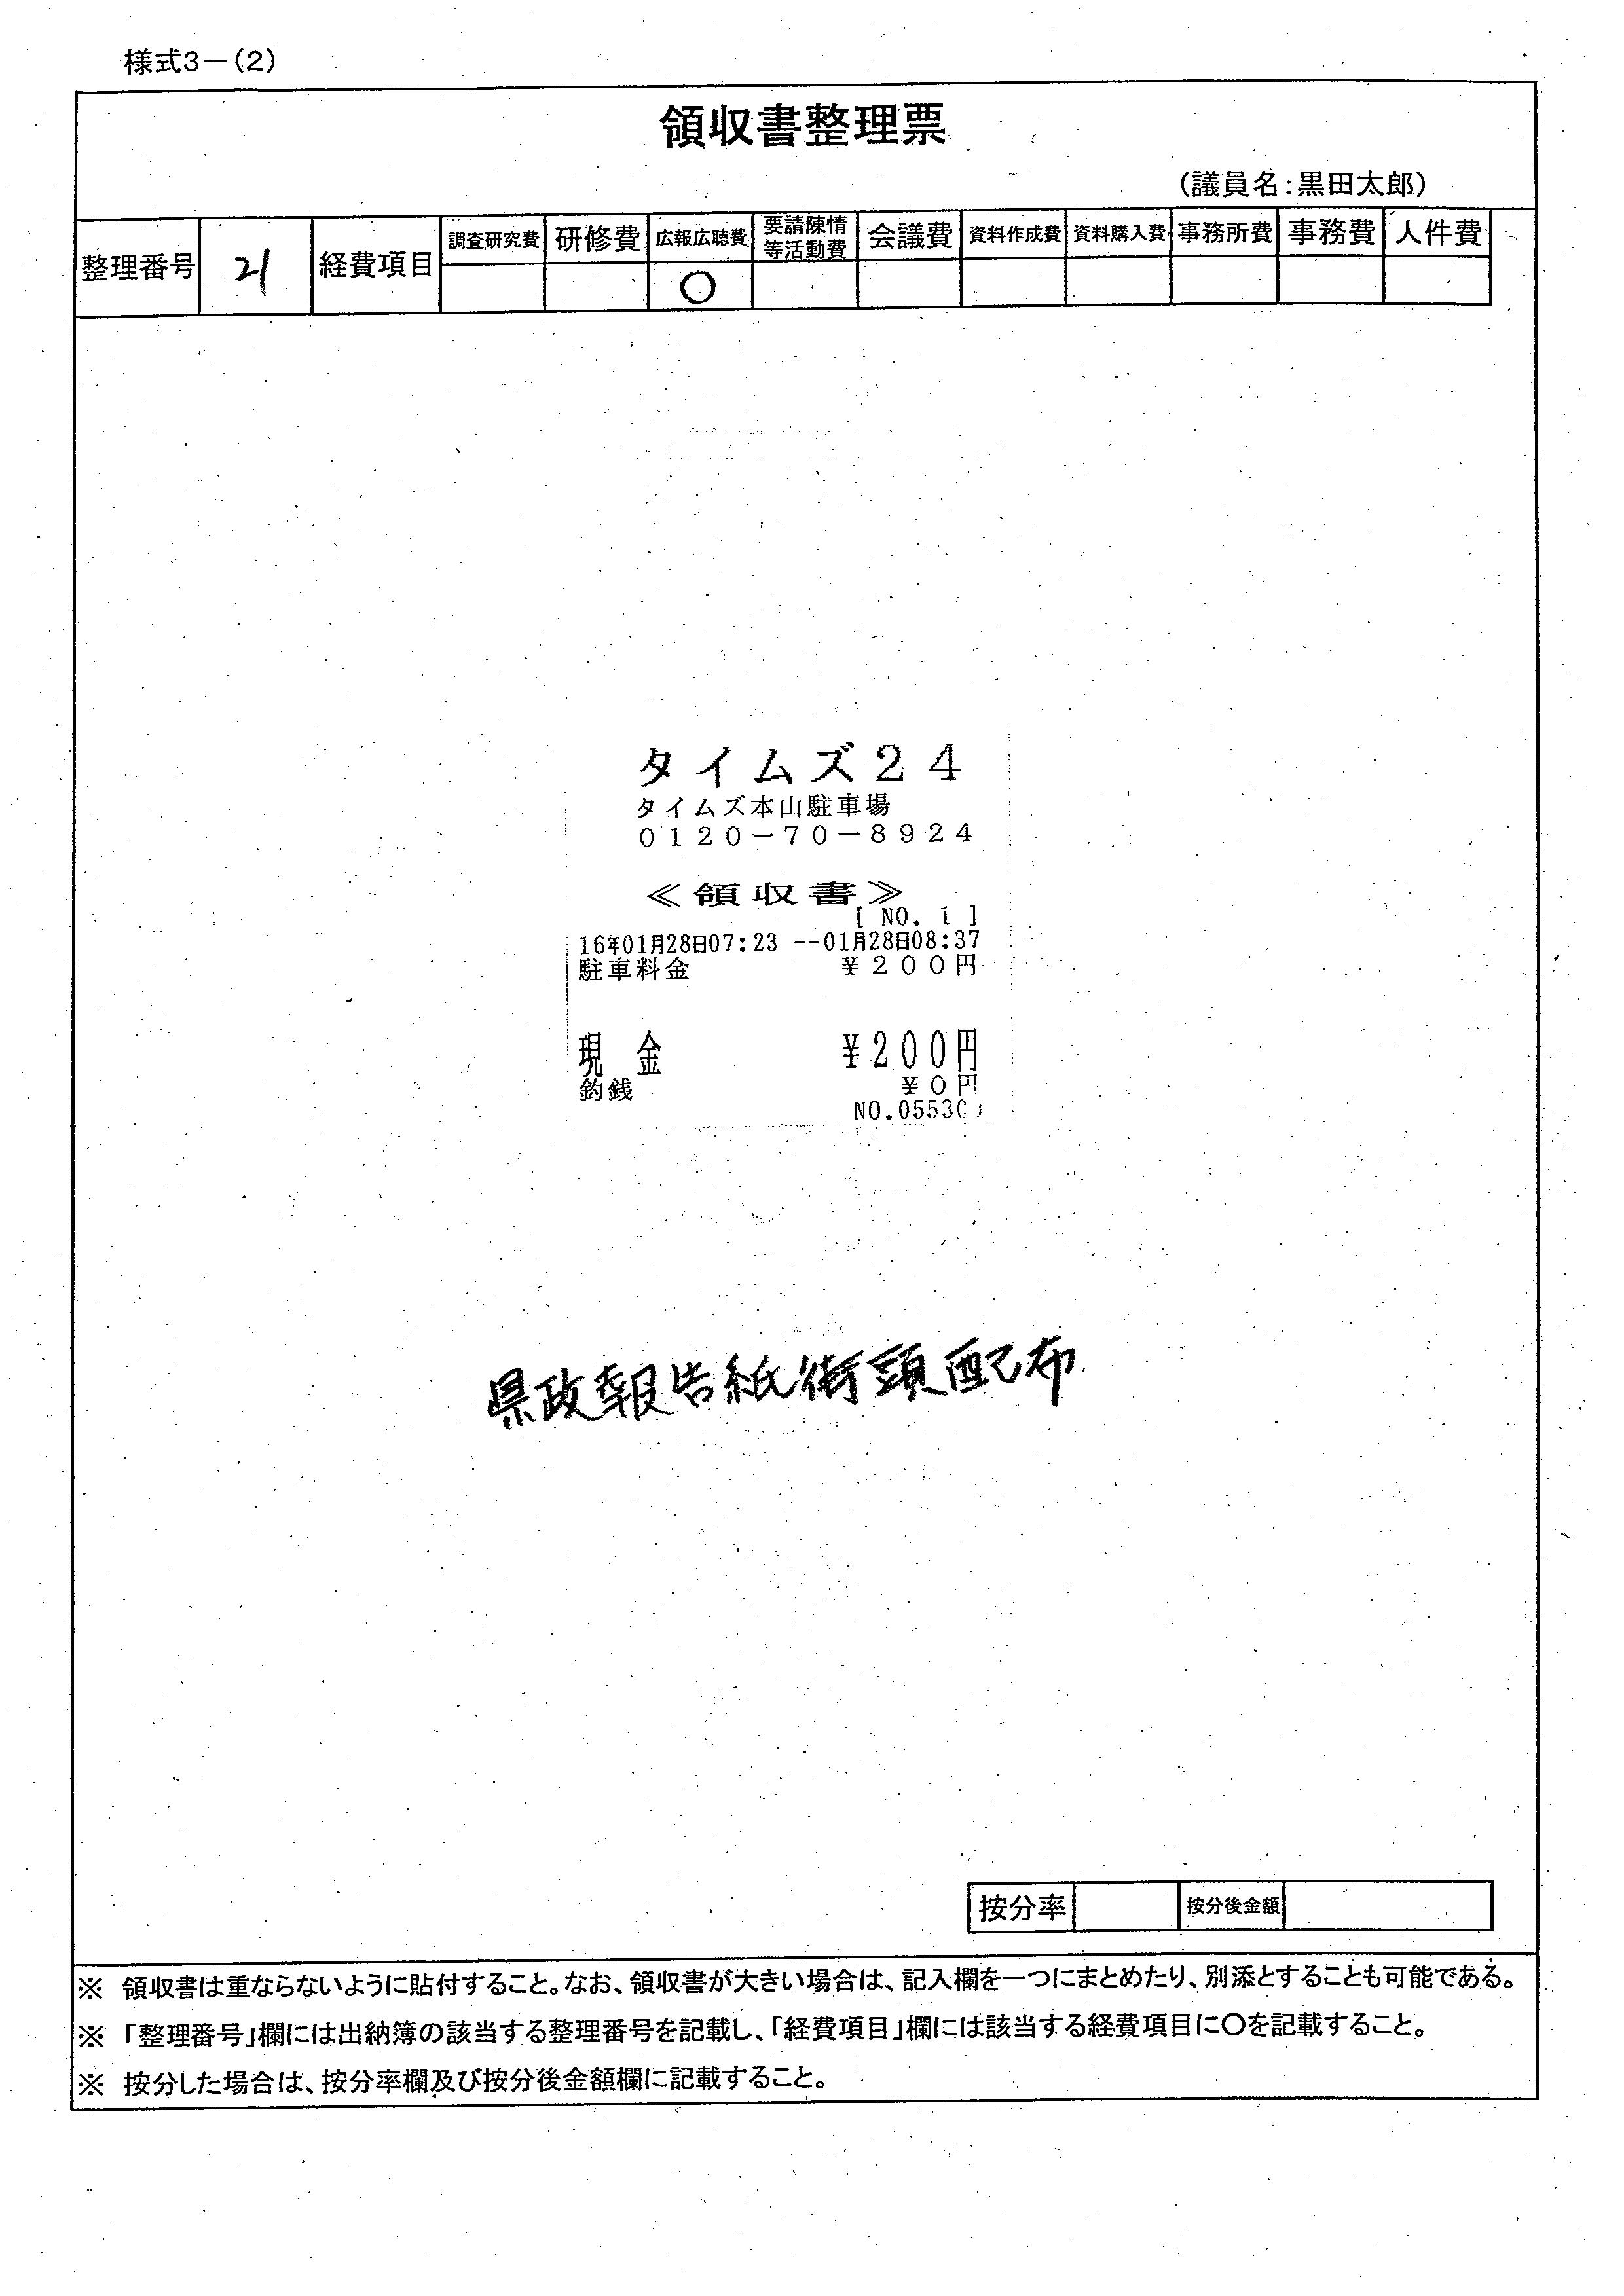 様式3－(2)
領収書整理票
(議員名:黒田太郎)
整理番号 21 経費項目 調査研究費 研修費 広報広聴費 要請陳情等活動費 会議費 資料作成費 資料購入費 事務所費 事務費 人件費
○
タイムズ24
タイムズ本山駐車場
0120－70－8924
≪領収書≫
[ NO. 1 ]
16年01月28日07:23 --01月28日08:37
駐車料金 ¥200円
現 金 ¥200円
釣銭 ¥0円
県政報告紙街頭配布
按分率 按分後金額
※ 領収書は重ならないように貼付すること。なお、領収書が大きい場合は、記入欄を一つにまとめたり、別添とすることも可能である。
※ 「整理番号」欄には出納簿の該当する整理番号を記載し、「経費項目」欄には該当する経費項目に○を記載すること。
※ 按分した場合は、按分率欄及び按分後金額欄に記載すること。